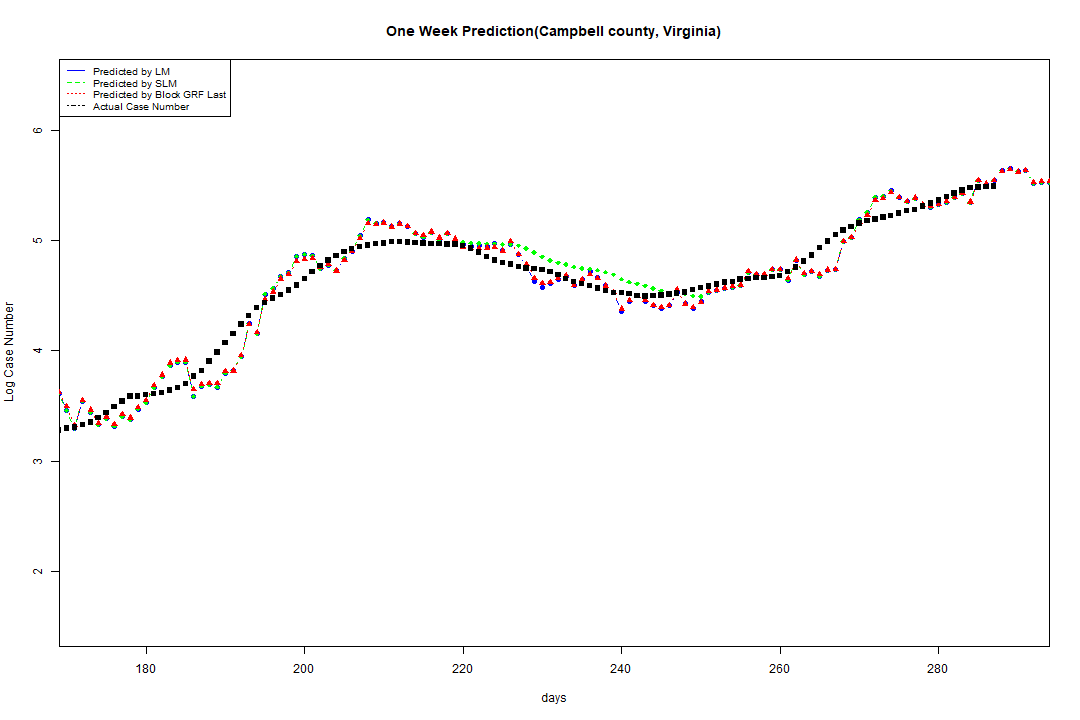 One Week Prediction(Campbell county, Virginia)
Predicted by LM
Predicted by SLM
Predicted by Block GRF Last
Actual Case Number
6
5
4
3
2
Log Case Number
180 200 220 240 260 280
days